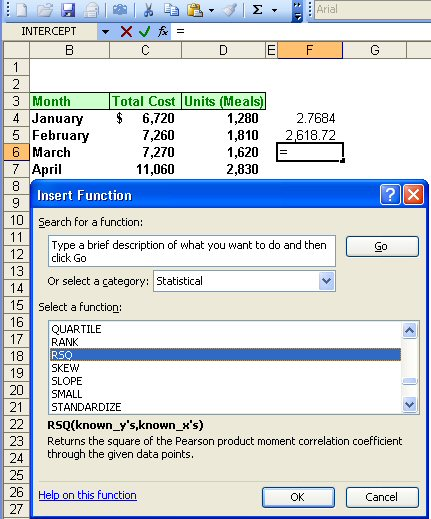 Σ Arial
INTERCEPT =
B C D E F G
1
2
3 Month Total Cost Units (Meals)
4 January $ 6,720 1,280 2.7684
5 February 7,260 1,810 2,618.72
6 March 7,270 1,620 =
7 April 11,060 2,830
8
9
10
11
12
13
14
15
16
17
18
19
20
21
22
23
24
25
26
27
Insert Function
Search for a function:
Type a brief description of what you want to do and then
click Go
Go
Or select a category: Statistical
Select a function:
QUARTILE
RANK
RSQ
SKEW
SLOPE
SMALL
STANDARDIZE
RSQ(known_y's,known_x's)
Returns the square of the Pearson product moment correlation coefficient
through the given data points.
Help on this function
OK
Cancel